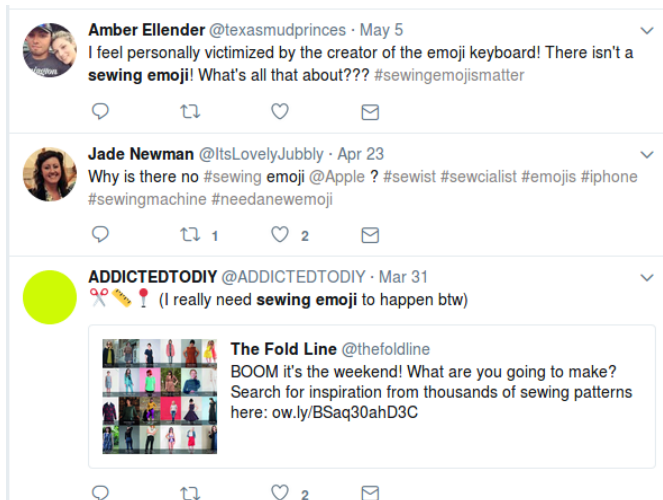 Amber Ellender @texasmudprinces · May 5
I feel personally victimized by the creator of the emoji keyboard! There isn't a
sewing emoji! What's all that about??? #sewingemojismatter
Jade Newman @ItsLovelyJubbly · Apr 23
Why is there no #sewing emoji @Apple ? #sewist #sewcialist #emojis #iphone
#sewingmachine #needanewemoji
1 2
ADDICTEDTODIY @ADDICTEDTODIY · Mar 31
✂️ 📏 📍 (I really need sewing emoji to happen btw)
The Fold Line @thefoldline
BOOM it's the weekend! What are you going to make?
Search for inspiration from thousands of sewing patterns
here: ow.ly/BSaq30ahD3C
2